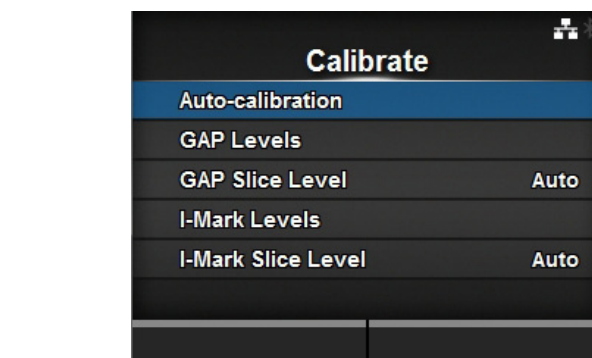 Calibrate
Auto-calibration
GAP Levels
GAP Slice Level Auto
I-Mark Levels
I-Mark Slice Level Auto